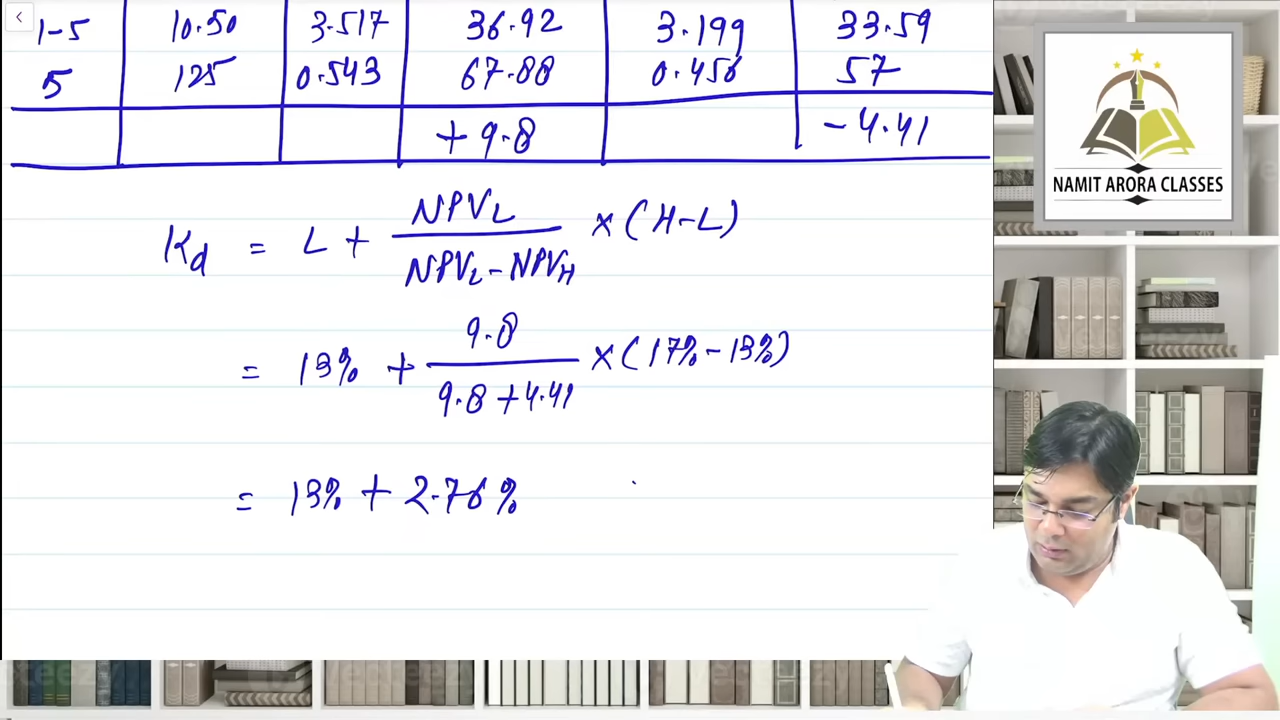 1-5 10.50 3.517 36.92 3.199 33.59
5 125 0.543 67.88 0.456 57
+ 9.8 - 4.41
Kd = L + NPVL / NPVL - NPVH × (H-L)
= 13% + 9.8 / 9.8 + 4.41 × (17% - 13%)
= 13% + 2.76%
NAMIT ARORA CLASSES